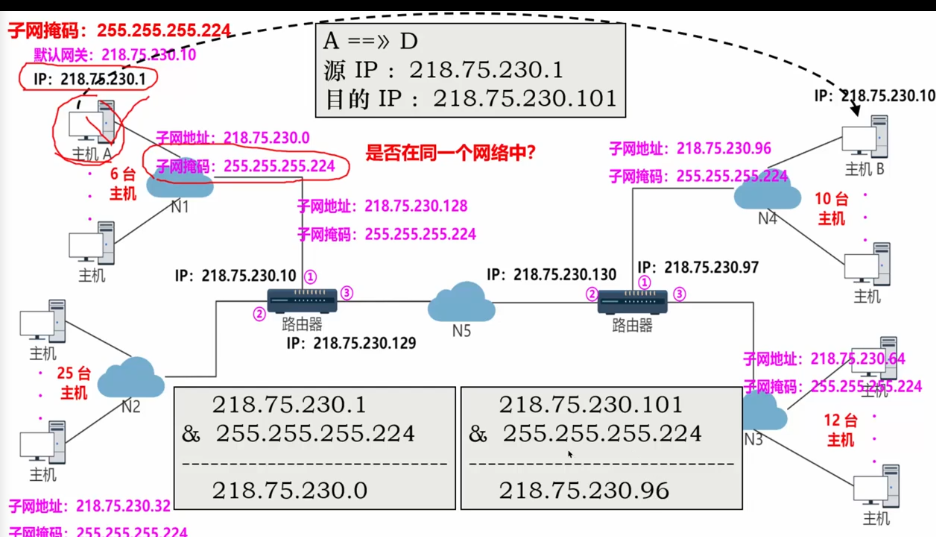 子网掩码：255.255.255.224
默认网关：218.75.230.10
IP：218.75.230.1
主机 A
A ==》 D
源 IP：218.75.230.1
目的 IP：218.75.230.101
IP：218.75.230.10
主机 B
子网地址：218.75.230.0
子网掩码：255.255.255.224
6 台
主机
N1
主机
是否在同一个网络中?
子网地址：218.75.230.96
子网掩码：255.255.255.224
N4
10 台
主机
主机
子网地址：218.75.230.128
子网掩码：255.255.255.224
IP：218.75.230.10
①
②
③
路由器
IP：218.75.230.129
N5
IP：218.75.230.130
IP：218.75.230.97
①
②
③
路由器
主机
25 台
主机
N2
主机
子网地址：218.75.230.32
子网掩码：255.255.255.224
218.75.230.1
& 255.255.255.224
218.75.230.0
218.75.230.101
& 255.255.255.224
218.75.230.96
子网地址：218.75.230.64
子网掩码：255.255.255.224
主机
12 台
主机
N3
主机